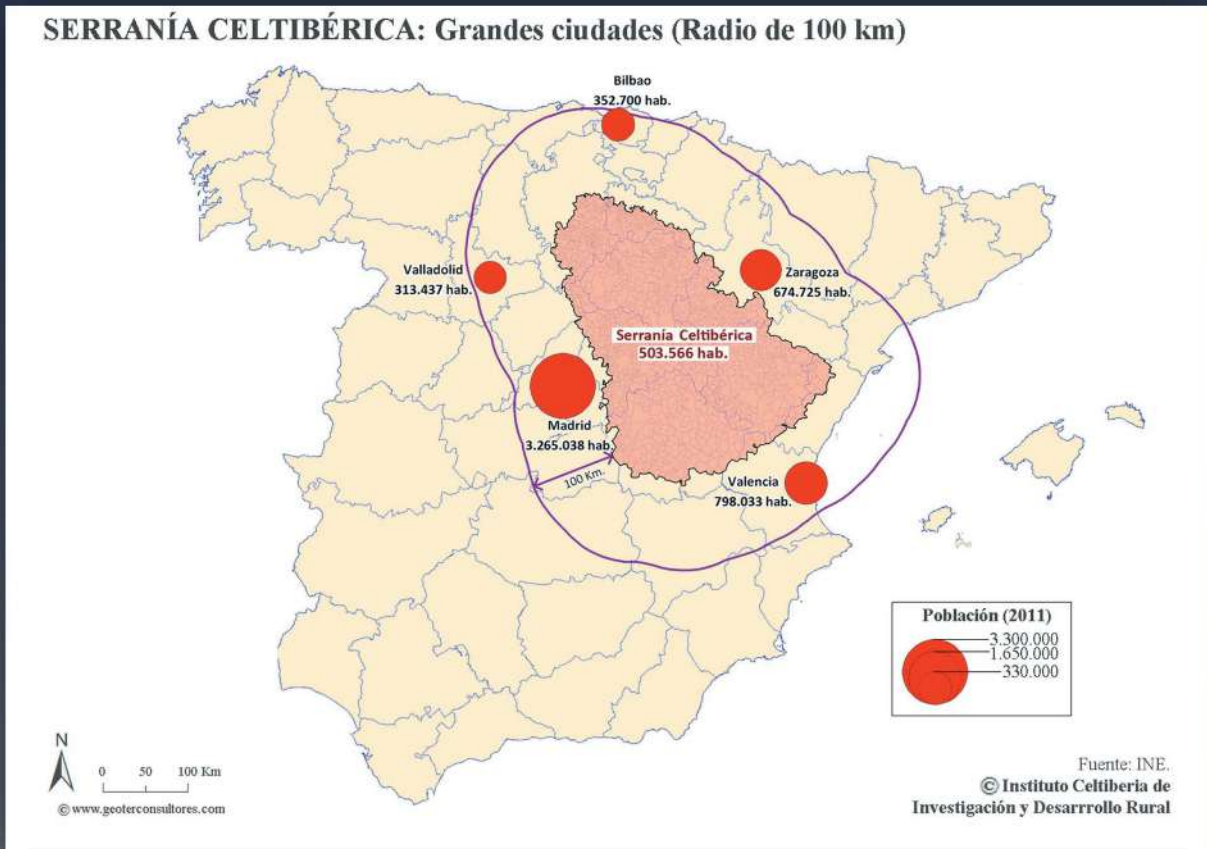 SERRANÍA CELTIBÉRICA: Grandes ciudades (Radio de 100 km)
Bilbao
352.700 hab.
Valladolid
313.437 hab.
Zaragoza
674.725 hab.
Serranía Celtibérica
503.566 hab.
Madrid
3.265.038 hab.
100 Km.
Valencia
798.033 hab.
Población (2011)
3.300.000
1.650.000
330.000
N
0 50 100 Km
© www.geoterconsultores.com
Fuente: INE.
© Instituto Celtiberia de
Investigación y Desarrrollo Rural